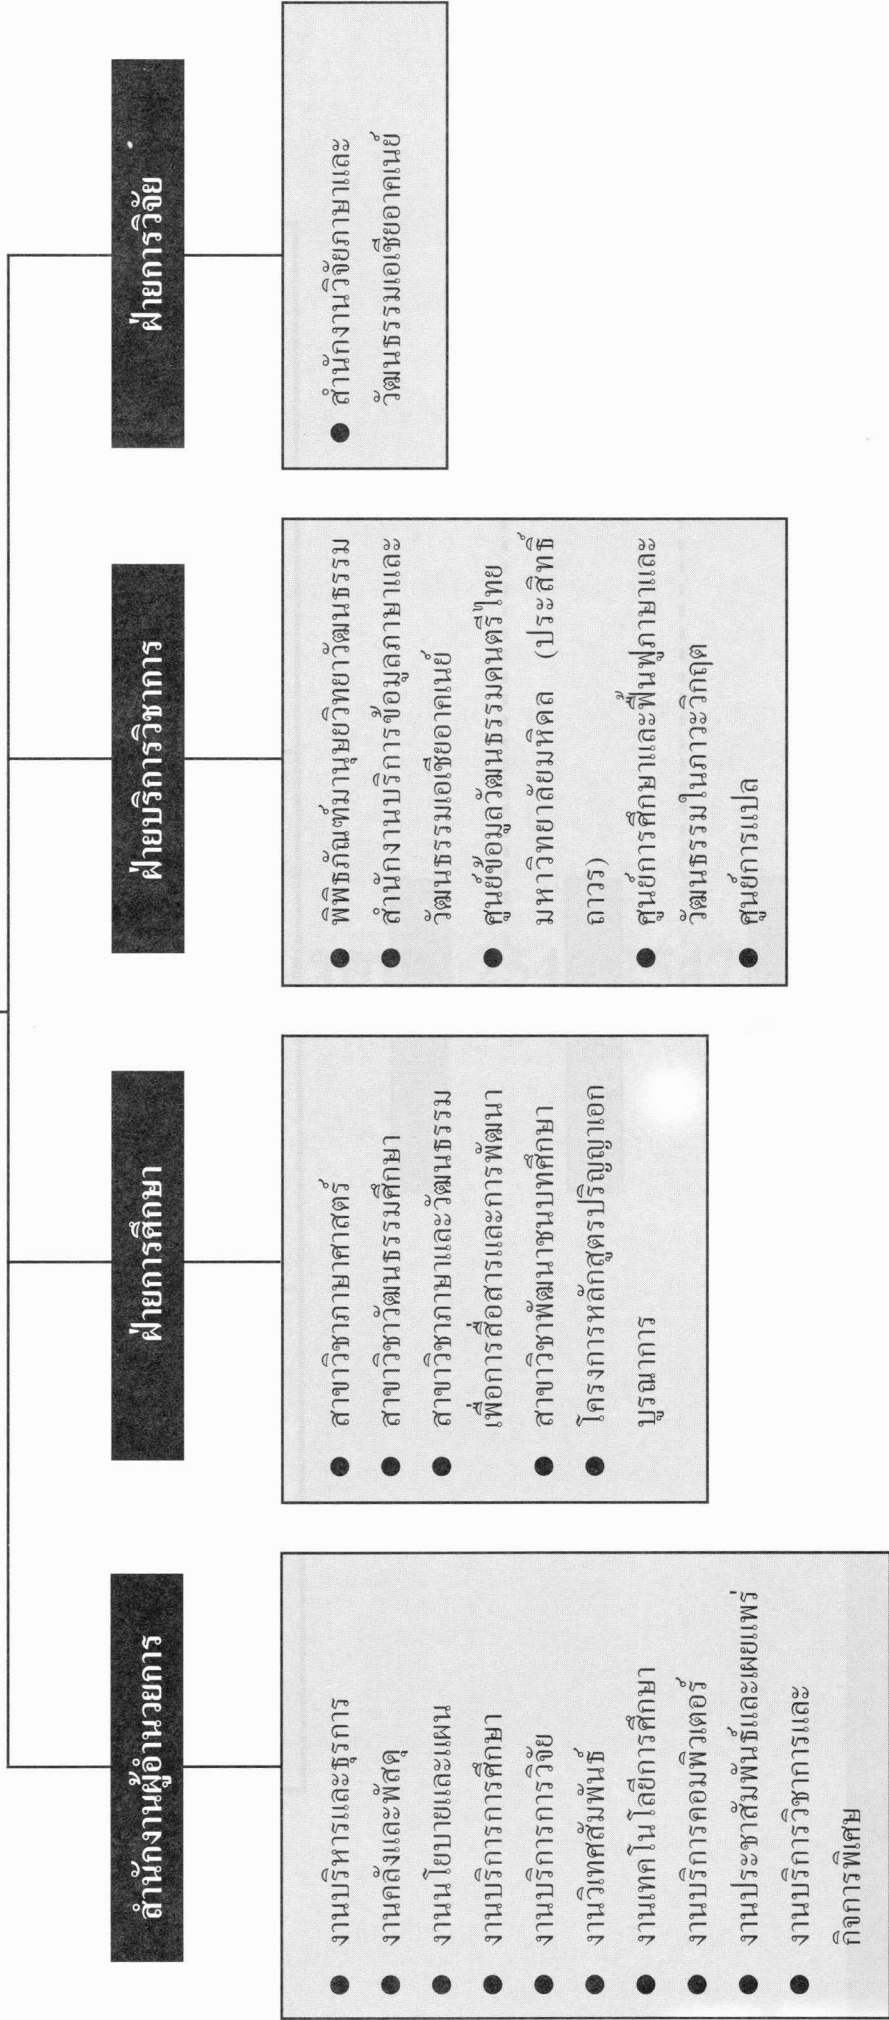 สำนักงานผู้อำนวยการ
● งานบริหารและธุรการ
● งานคลังและพัสดุ
● งานนโยบายและแผน
● งานบริการการศึกษา
● งานบริการการวิจัย
● งานวิเทศสัมพันธ์
● งานเทคโนโลยีการศึกษา
● งานบริการคอมพิวเตอร์
● งานประชาสัมพันธ์และเผยแพร่
● งานบริการวิชาการและ
กิจการพิเศษ
ฝ่ายการศึกษา
● สาขาวิชาภาษาศาสตร์
● สาขาวิชาวัฒนธรรมศึกษา
● สาขาวิชาภาษาและวัฒนธรรม
เพื่อการสื่อสารและการพัฒนา
● สาขาวิชาพัฒนาชนบทศึกษา
● โครงการหลักสูตรปริญญาเอก
บูรณาการ
ฝ่ายบริการวิชาการ
● พิพิธภัณฑ์มานุษยวิทยาวัฒนธรรม
● สำนักงานบริการข้อมูลภาษาและ
วัฒนธรรมเอเชียอาคเนย์
● ศูนย์ข้อมูลวัฒนธรรมดนตรีไทย
มหาวิทยาลัยมหิดล (ประสิทธิ์
ถาวร)
● ศูนย์การศึกษาและฟื้นฟูภาษาและ
วัฒนธรรมในภาวะวิกฤต
● ศูนย์การแปล
ฝ่ายการวิจัย
● สำนักงานวิจัยภาษาและ
วัฒนธรรมเอเชียอาคเนย์